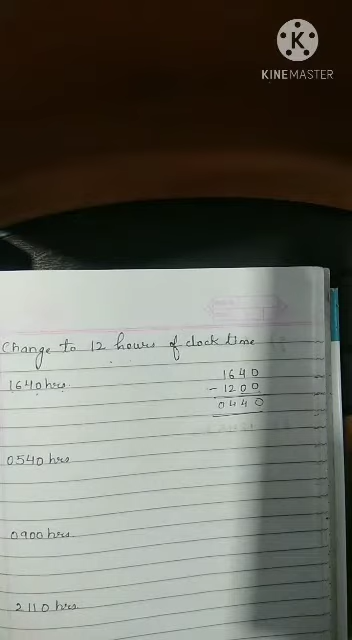 K
KINEMASTER
Change to 12 hours of clock time
1640 hrs
1640
- 1200
0440
0540 hrs
0900 hrs
2110 hrs